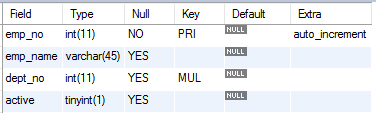 Field Type Null Key Default Extra
emp_no int(11) NO PRI NULL auto_increment
emp_name varchar(45) YES NULL
dept_no int(11) YES MUL NULL
active tinyint(1) YES NULL